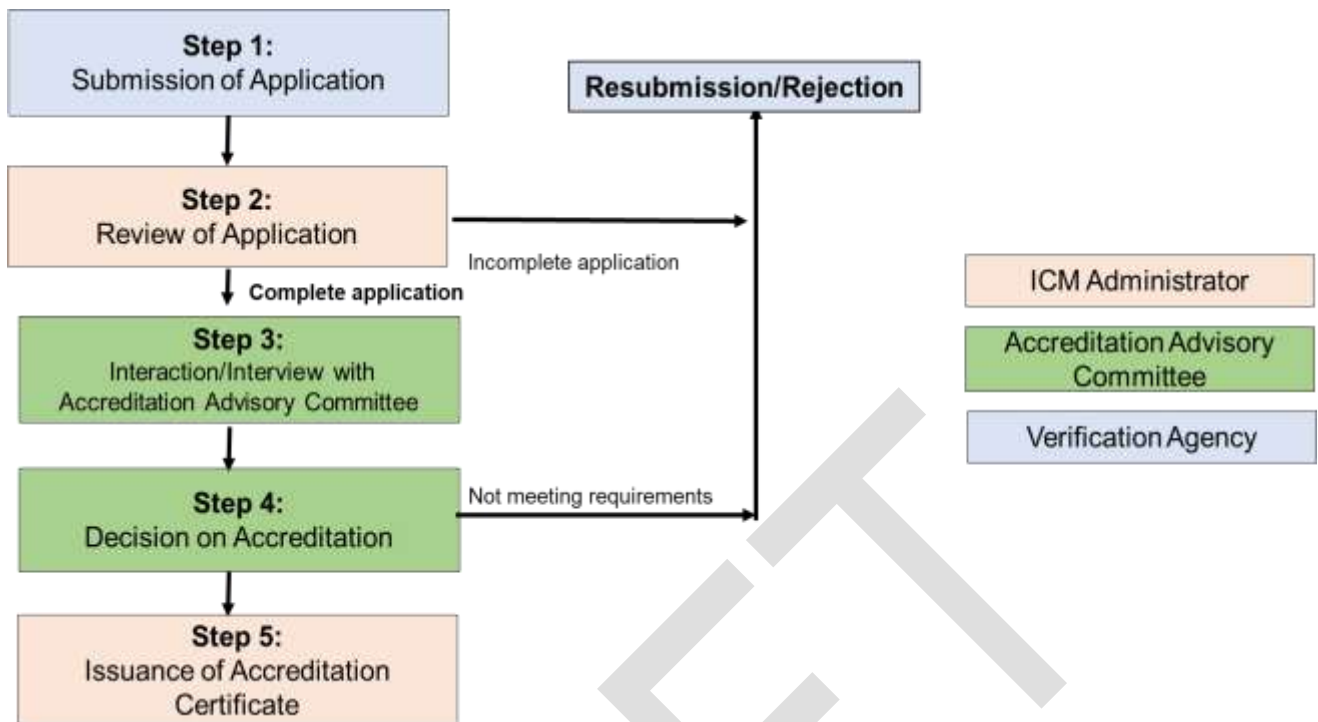 Step 1:
Submission of Application
Resubmission/Rejection
Step 2:
Review of Application
Incomplete application
Complete application
Step 3:
Interaction/Interview with
Accreditation Advisory Committee
Step 4:
Decision on Accreditation
Not meeting requirements
Step 5:
Issuance of Accreditation
Certificate
ICM Administrator
Accreditation Advisory
Committee
Verification Agency